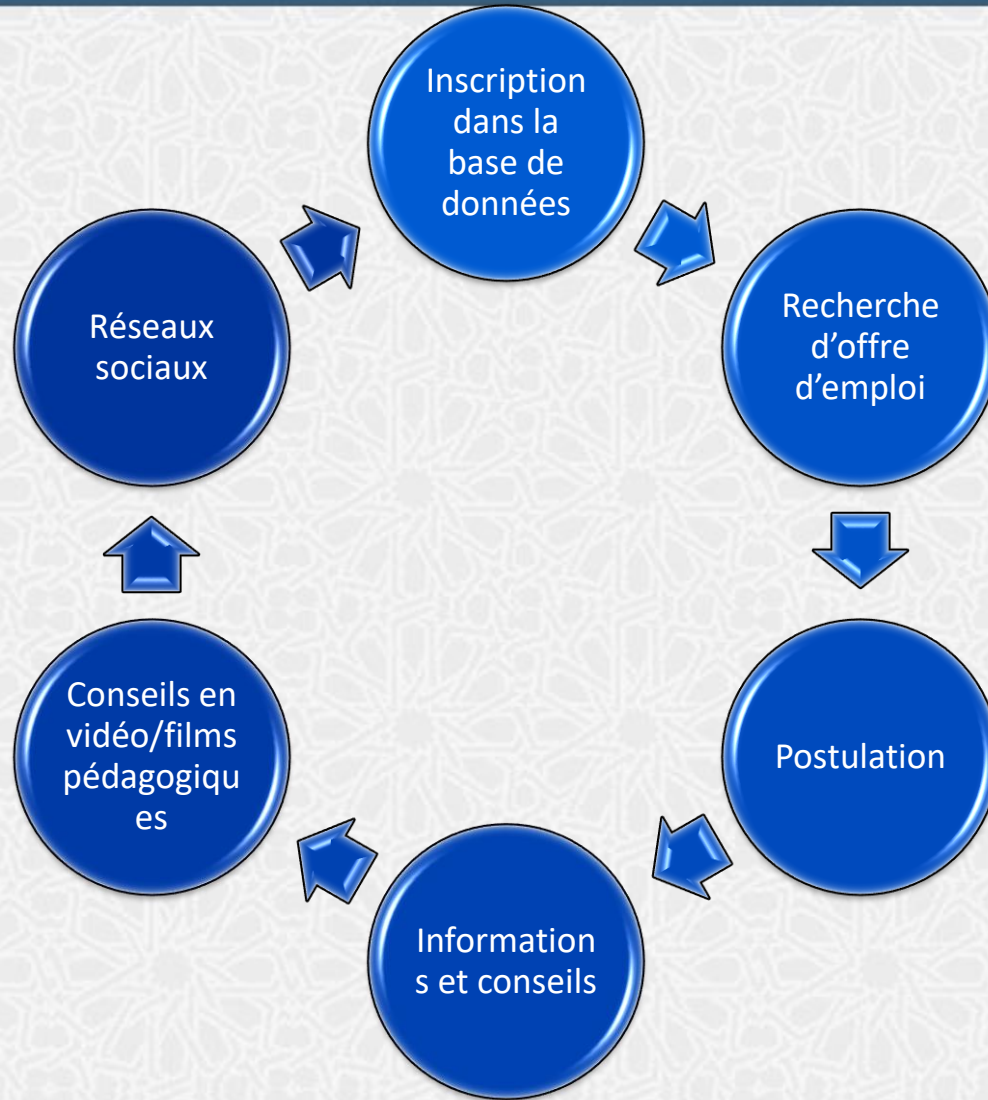 Inscription
dans la
base de
données
Recherche
d’offre
d’emploi
Postulation
Information
s et conseils
Conseils en
vidéo/films
pédagogiqu
es
Réseaux
sociaux